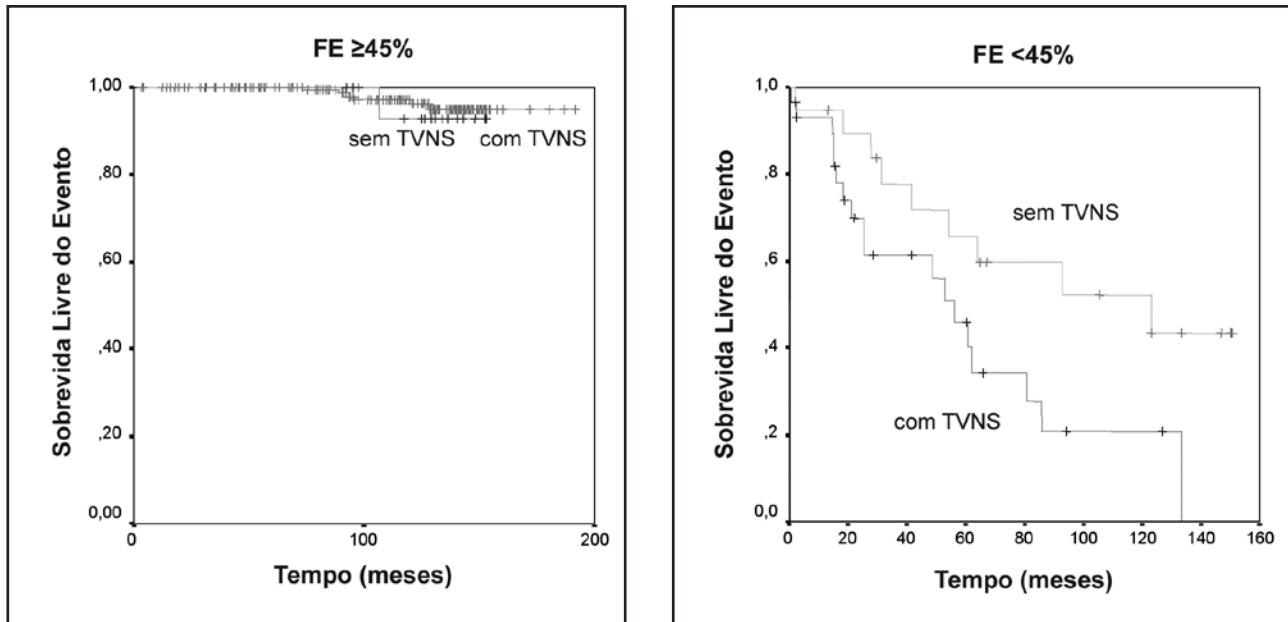 FE ≥45%
Sobrevida Livre do Evento
1,00
,80
,60
,40
,20
0,00
sem TVNS
com TVNS
0
100
200
Tempo (meses)
FE <45%
Sobrevida Livre do Evento
1,0
,8
,6
,4
,2
0,0
sem TVNS
com TVNS
0 20 40 60 80 100 120 140 160
Tempo (meses)